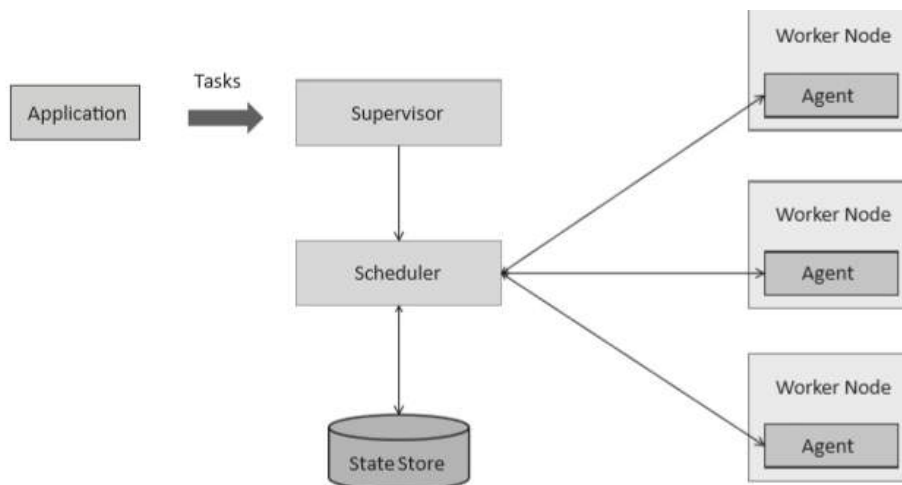 Application
Tasks
Supervisor
Scheduler
State Store
Worker Node
Agent
Worker Node
Agent
Worker Node
Agent